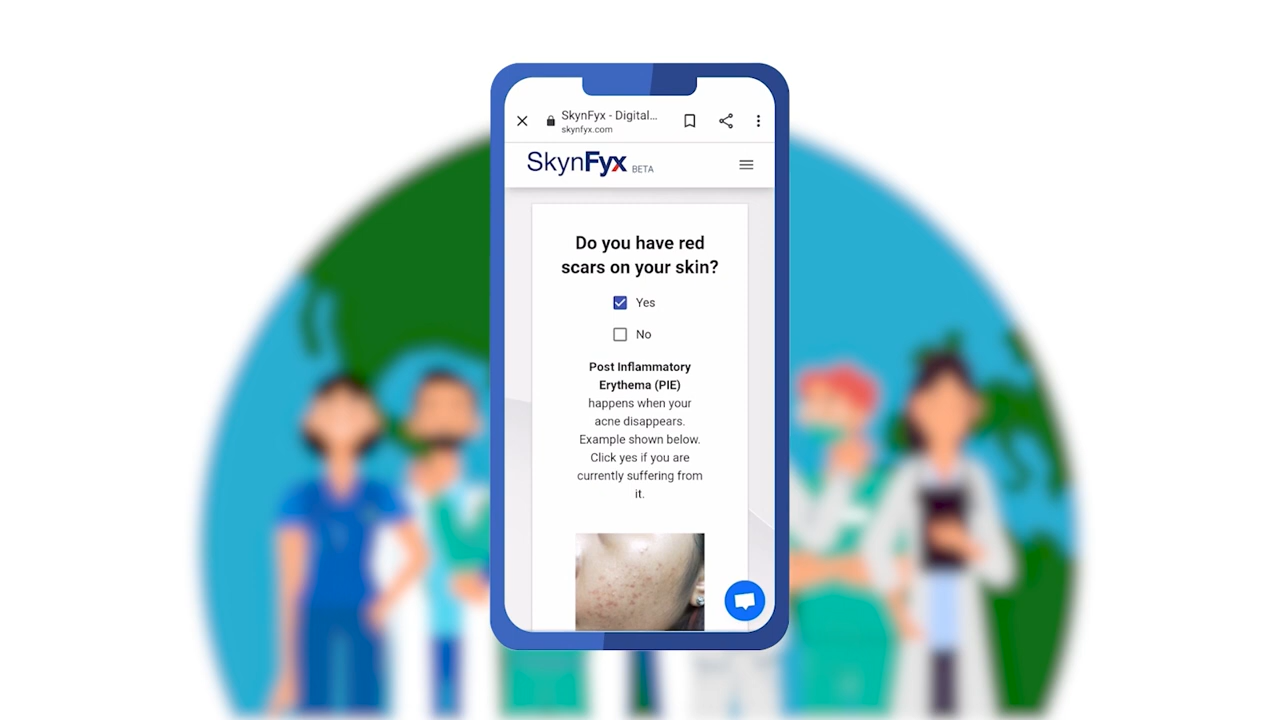 SkynFyx - Digital...
skynfyx.com
SkynFyx BETA
Do you have red
scars on your skin?
Yes
No
Post Inflammatory
Erythema (PIE)
happens when your
acne disappears.
Example shown below.
Click yes if you are
currently suffering from
it.